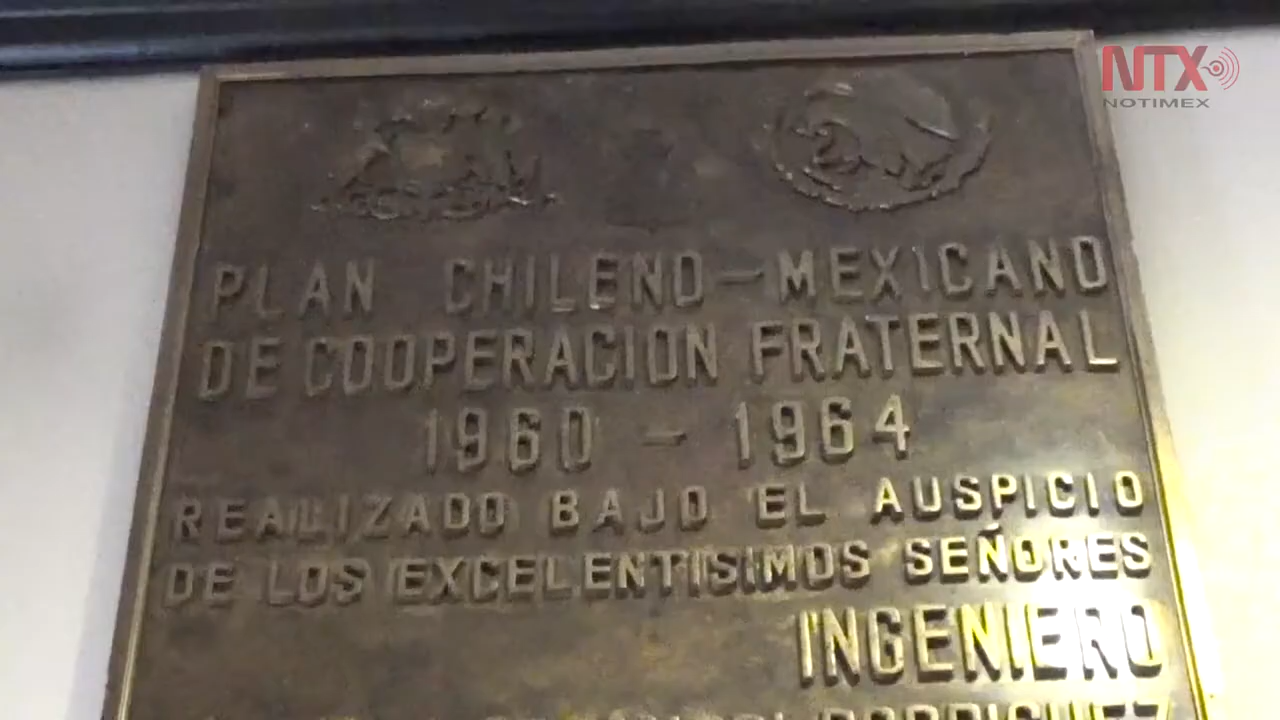 NTX
NOTIMEX
PLAN CHILENO-MEXICANO
DE COOPERACION FRATERNAL
1960 - 1964
REALIZADO BAJO EL AUSPICIO
DE LOS EXCELENTISIMOS SEÑORES
INGENIERO
RODRIGUEZ